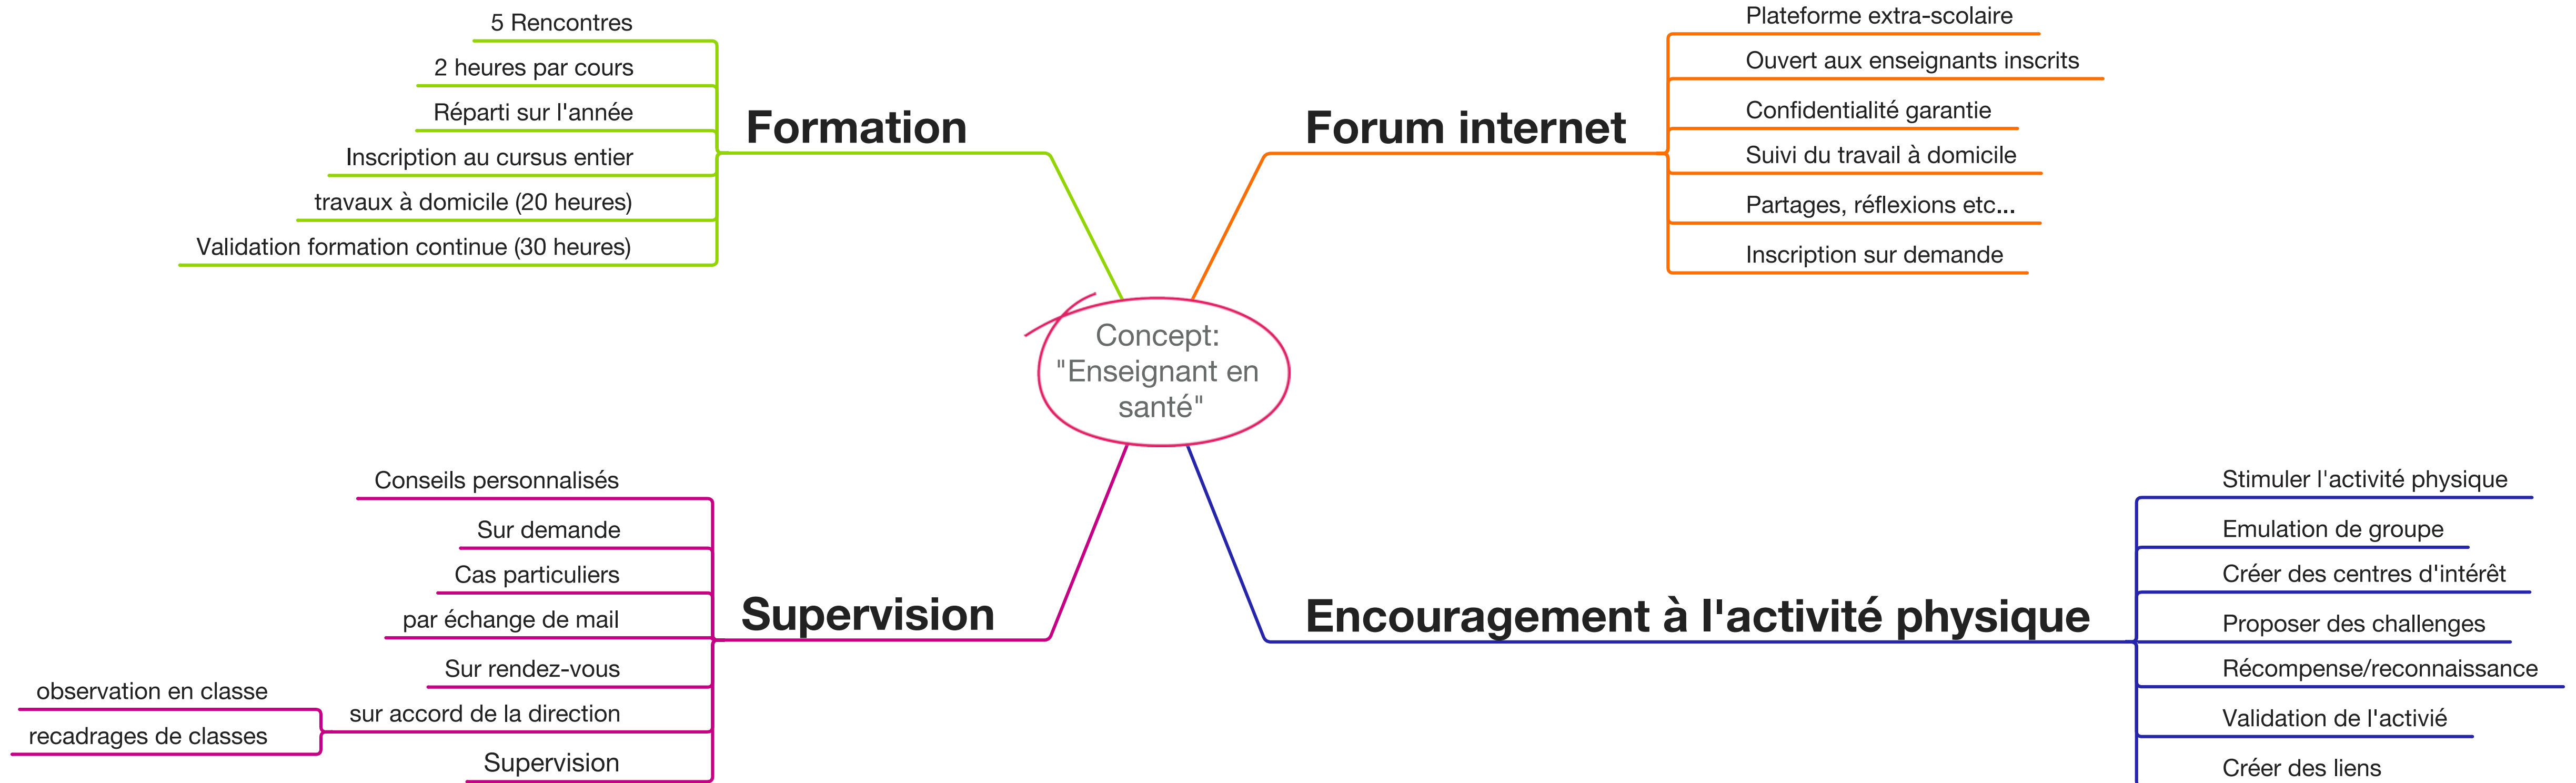 5 Rencontres
2 heures par cours
Réparti sur l'année
Inscription au cursus entier
travaux à domicile (20 heures)
Validation formation continue (30 heures)
Formation
Forum internet
Plateforme extra-scolaire
Ouvert aux enseignants inscrits
Confidentialité garantie
Suivi du travail à domicile
Partages, réflexions etc...
Inscription sur demande
Concept:
"Enseignant en
santé"
Conseils personnalisés
Sur demande
Cas particuliers
par échange de mail
Sur rendez-vous
sur accord de la direction
observation en classe
recadrages de classes
Supervision
Supervision
Encouragement à l'activité physique
Stimuler l'activité physique
Emulation de groupe
Créer des centres d'intérêt
Proposer des challenges
Récompense/reconnaissance
Validation de l'activié
Créer des liens